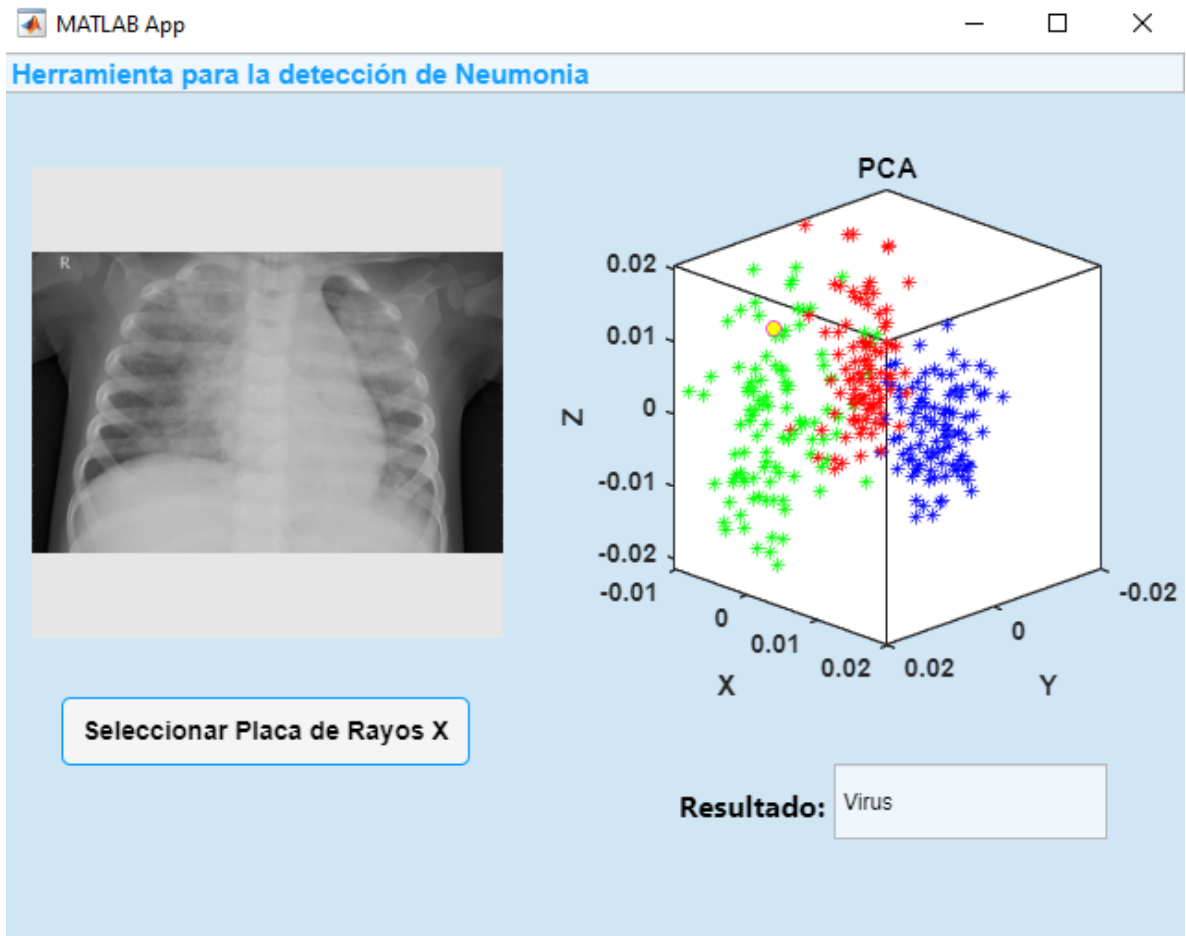 MATLAB App
Herramienta para la detección de Neumonia
R
PCA
0.02
0.01
0
-0.01
-0.02
Z
-0.01
0
0.01
0.02
X
0.02
0
-0.02
Y
Seleccionar Placa de Rayos X
Resultado: Virus